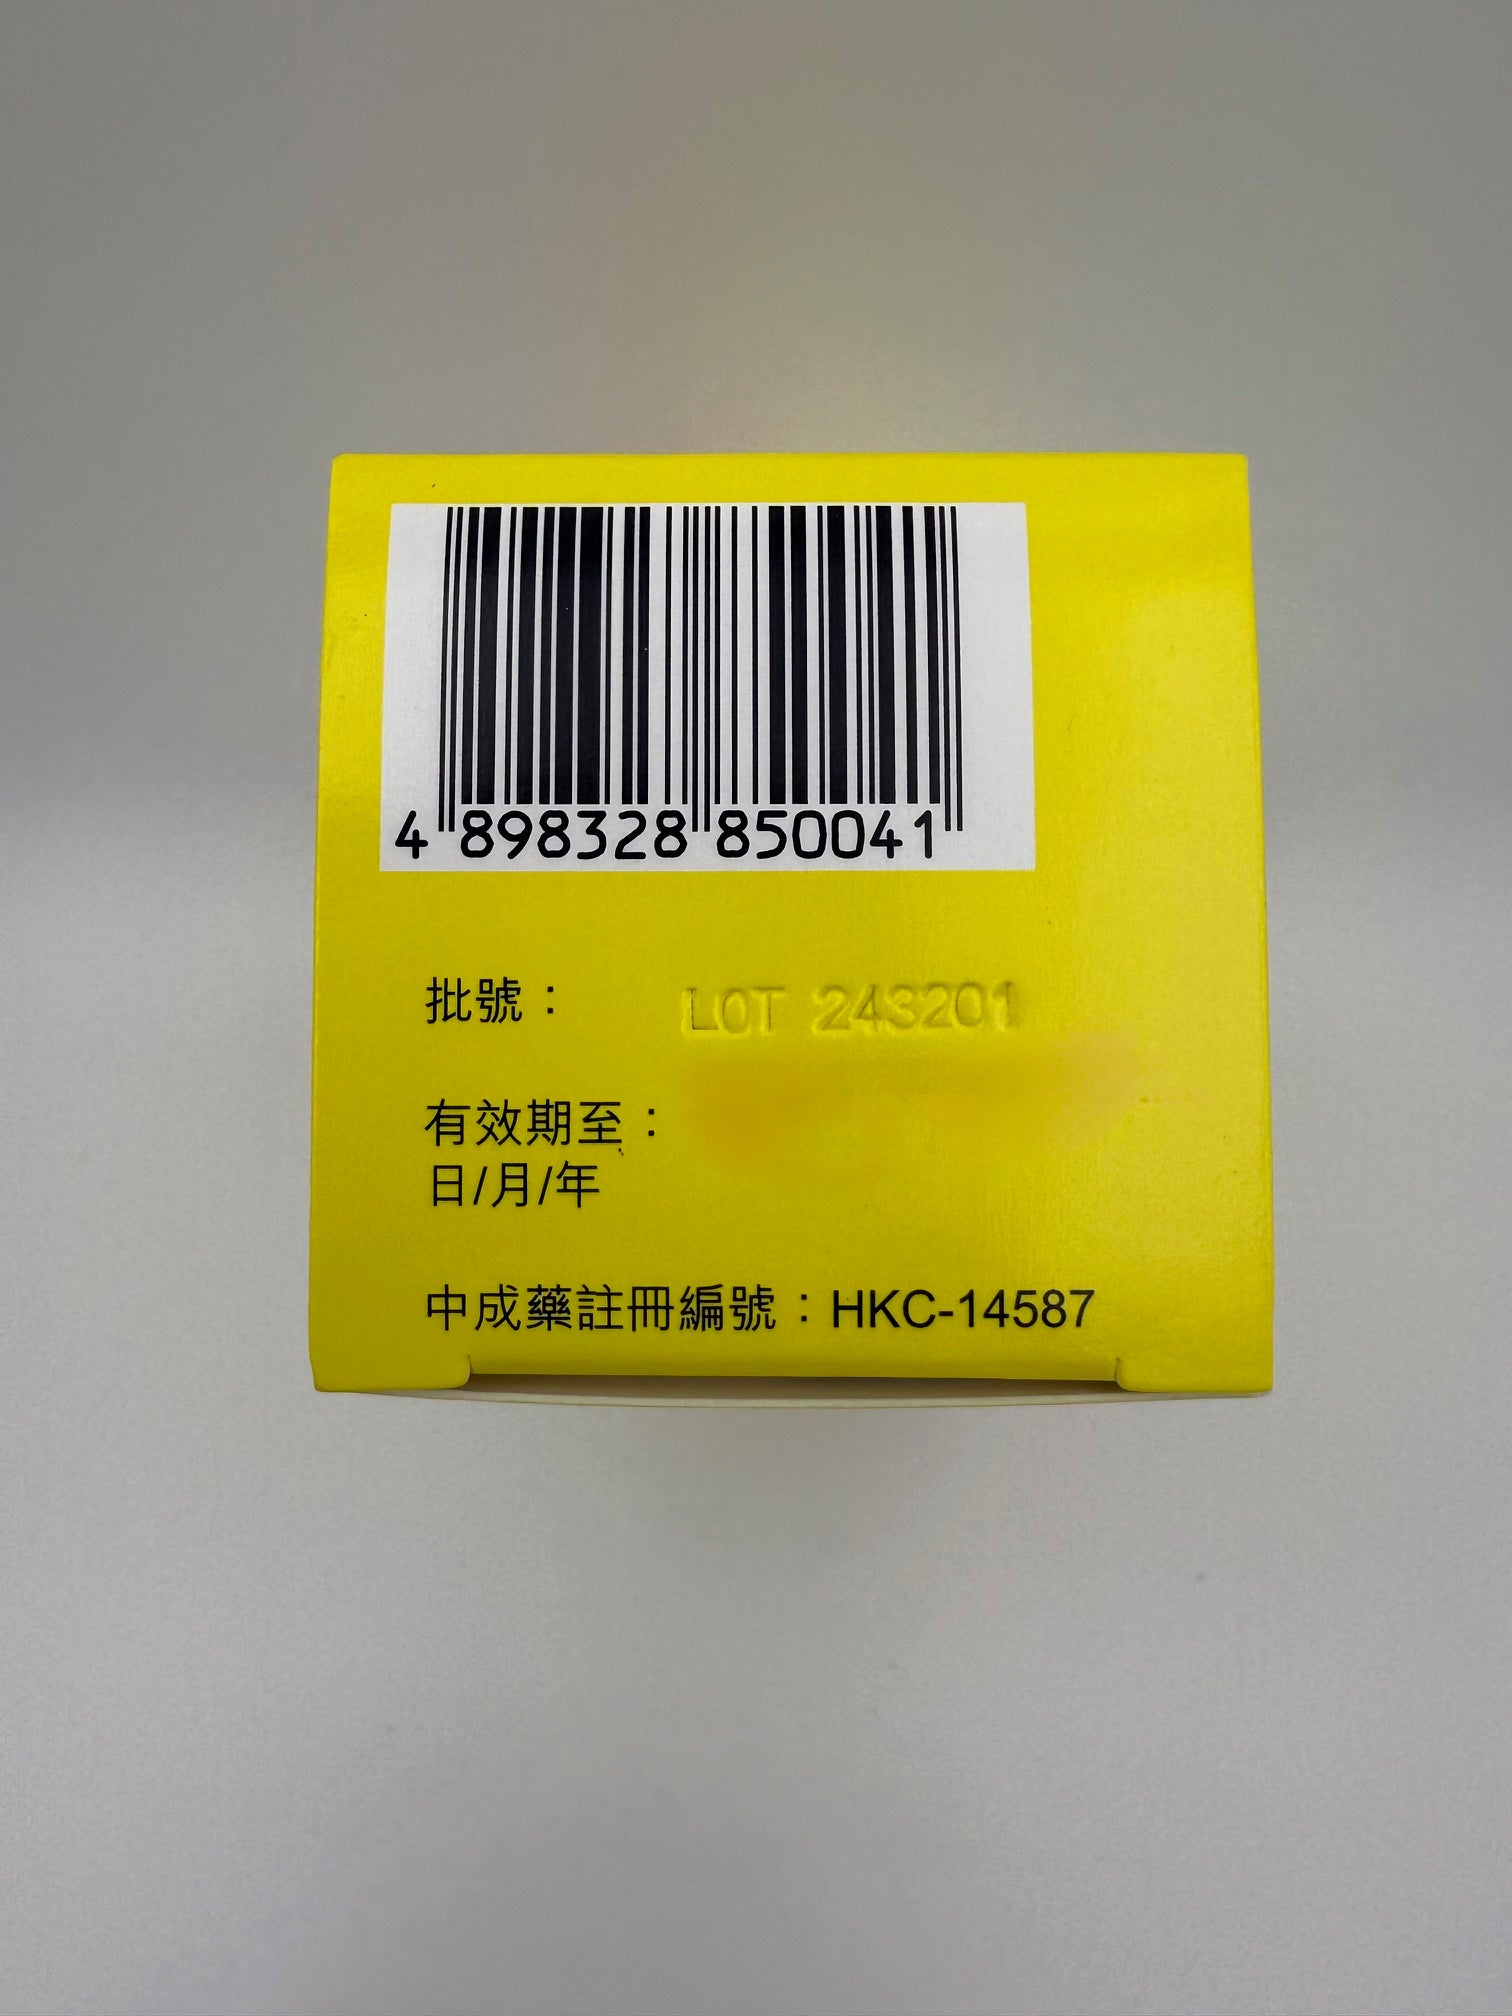 4 898328 850041
批號： LOT 243201
有效期至：
日/月/年
中成藥註冊編號：HKC-14587